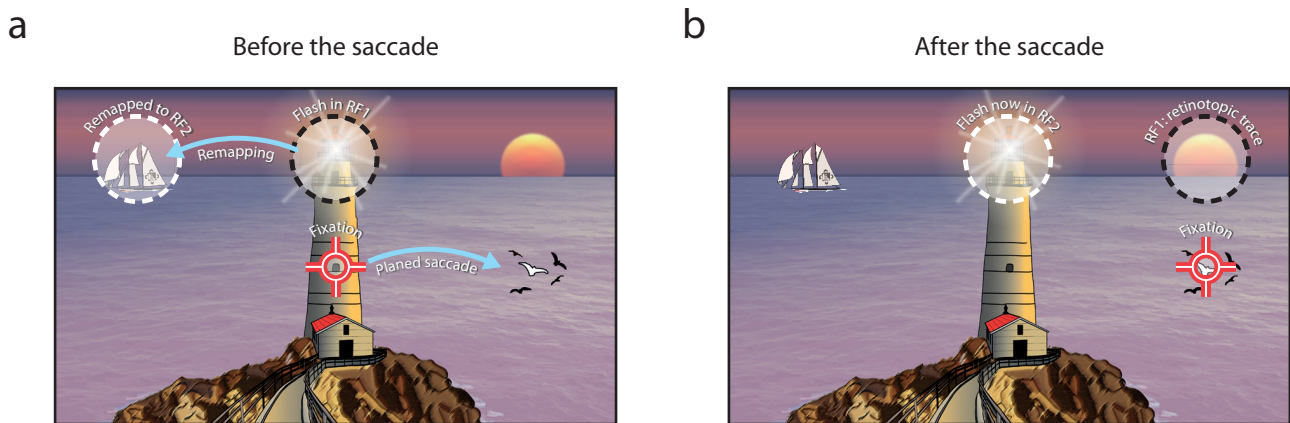 a
Before the saccade
Remapped to RF2
Flash in RF1
Remapping
Fixation
Planed saccade
b
After the saccade
Flash now in RF2
RF1: retinotopic trace
Fixation